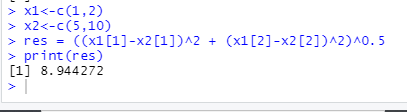 > x1<-c(1,2)
> x2<-c(5,10)
> res = ((x1[1]-x2[1])^2 + (x1[2]-x2[2])^2)^0.5
> print(res)
[1] 8.944272
>